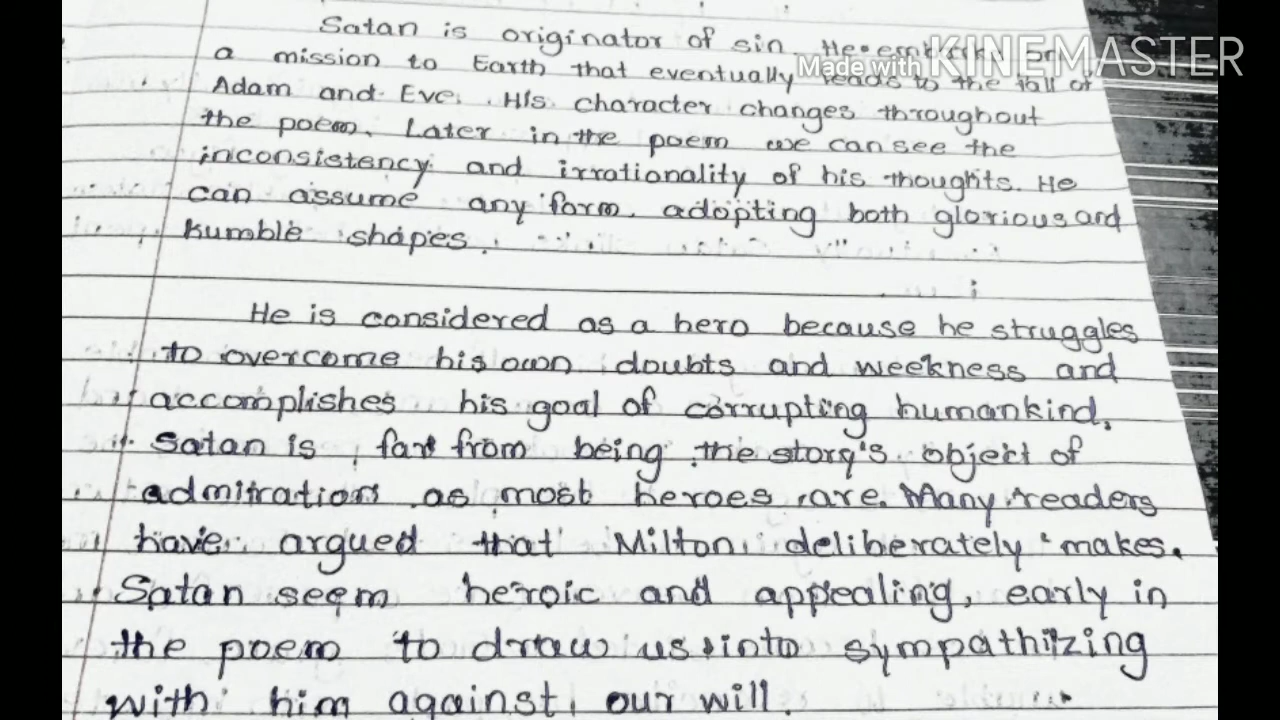 Satan is originator of sin. He
Made with KINEMASTER
a mission to Earth that eventually leads to the fall of
Adam and Eve. His character changes throughout
the poem. Later in the poem we can see the
inconsistency and irrationality of his thoughts. He
can assume any form, adopting both glorious and
humble shapes.
He is considered as a hero because he struggles
to overcome his own doubts and weekness and
accomplishes his goal of corrupting humankind,
Satan is far from being the story's object of
admiration as most heroes are. Many readers
have argued that Milton deliberately makes
Satan seem heroic and appealing, early in
the poem to draw us into sympathizing
with him against our will.